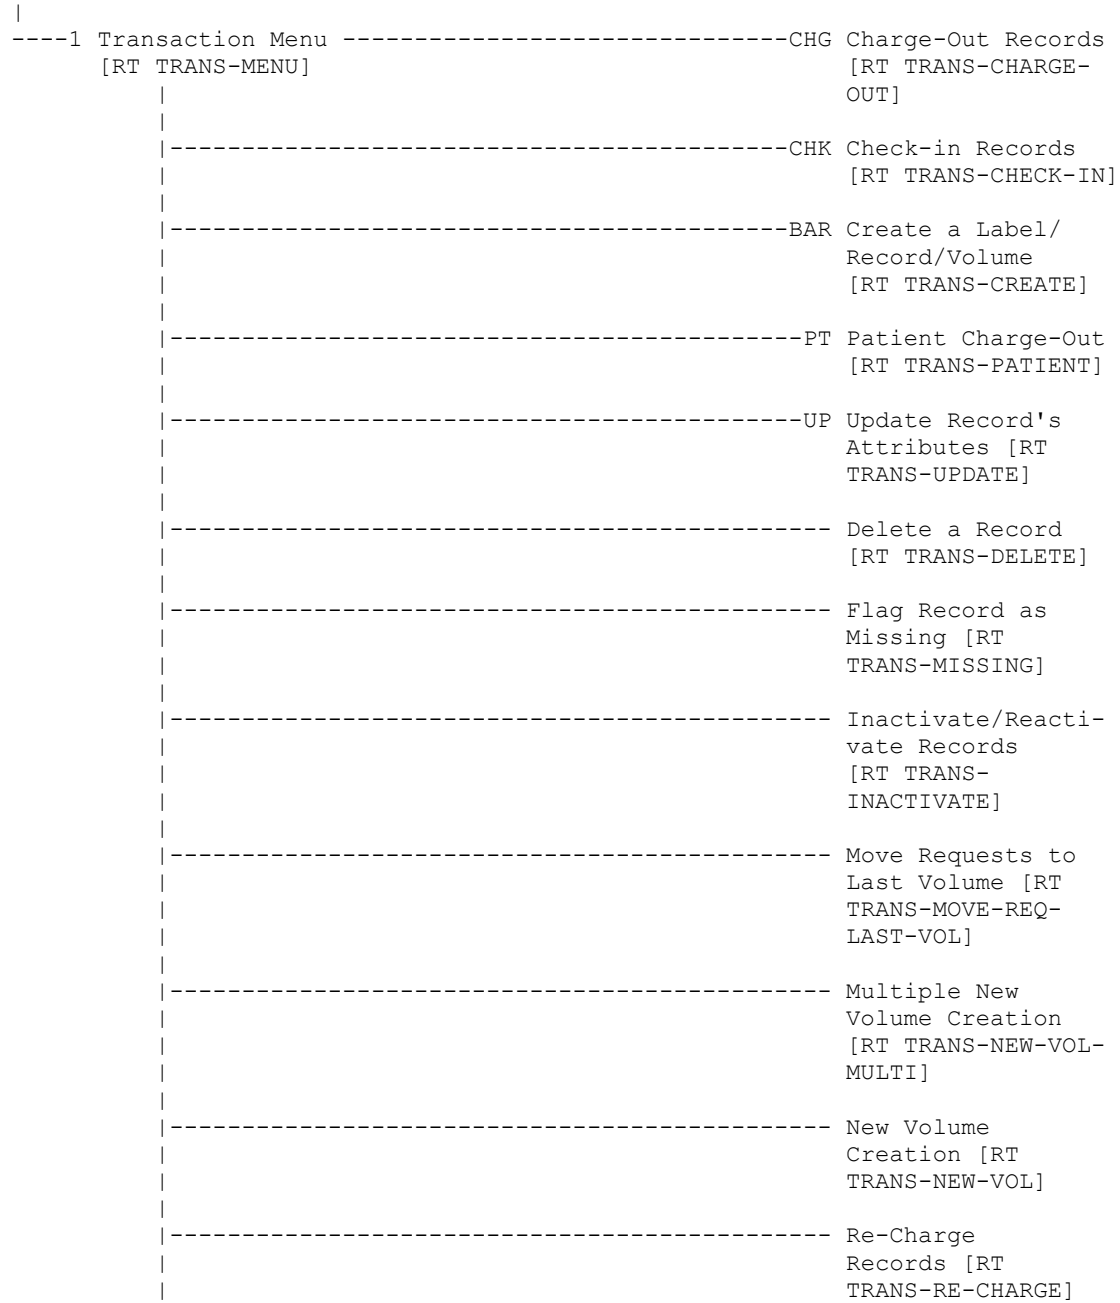 |
----1 Transaction Menu -------------------------------CHG Charge-Out Records
      [RT TRANS-MENU]                                     [RT TRANS-CHARGE-
          |                                               OUT]
          |
          |-------------------------------------------CHK Check-in Records
          |                                               [RT TRANS-CHECK-IN]
          |
          |-------------------------------------------BAR Create a Label/
          |                                               Record/Volume
          |                                               [RT TRANS-CREATE]
          |
          |--------------------------------------------PT Patient Charge-Out
          |                                               [RT TRANS-PATIENT]
          |
          |--------------------------------------------UP Update Record's
          |                                               Attributes [RT
          |                                               TRANS-UPDATE]
          |
          |---------------------------------------------- Delete a Record
          |                                               [RT TRANS-DELETE]
          |
          |---------------------------------------------- Flag Record as
          |                                               Missing [RT
          |                                               TRANS-MISSING]
          |
          |---------------------------------------------- Inactivate/Reacti-
          |                                               vate Records
          |                                               [RT TRANS-
          |                                               INACTIVATE]
          |
          |---------------------------------------------- Move Requests to
          |                                               Last Volume [RT
          |                                               TRANS-MOVE-REQ-
          |                                               LAST-VOL]
          |
          |---------------------------------------------- Multiple New
          |                                               Volume Creation
          |                                               [RT TRANS-NEW-VOL-
          |                                               MULTI]
          |
          |---------------------------------------------- New Volume
          |                                               Creation [RT
          |                                               TRANS-NEW-VOL]
          |
          |---------------------------------------------- Re-Charge
          |                                               Records [RT
          |                                               TRANS-RE-CHARGE]